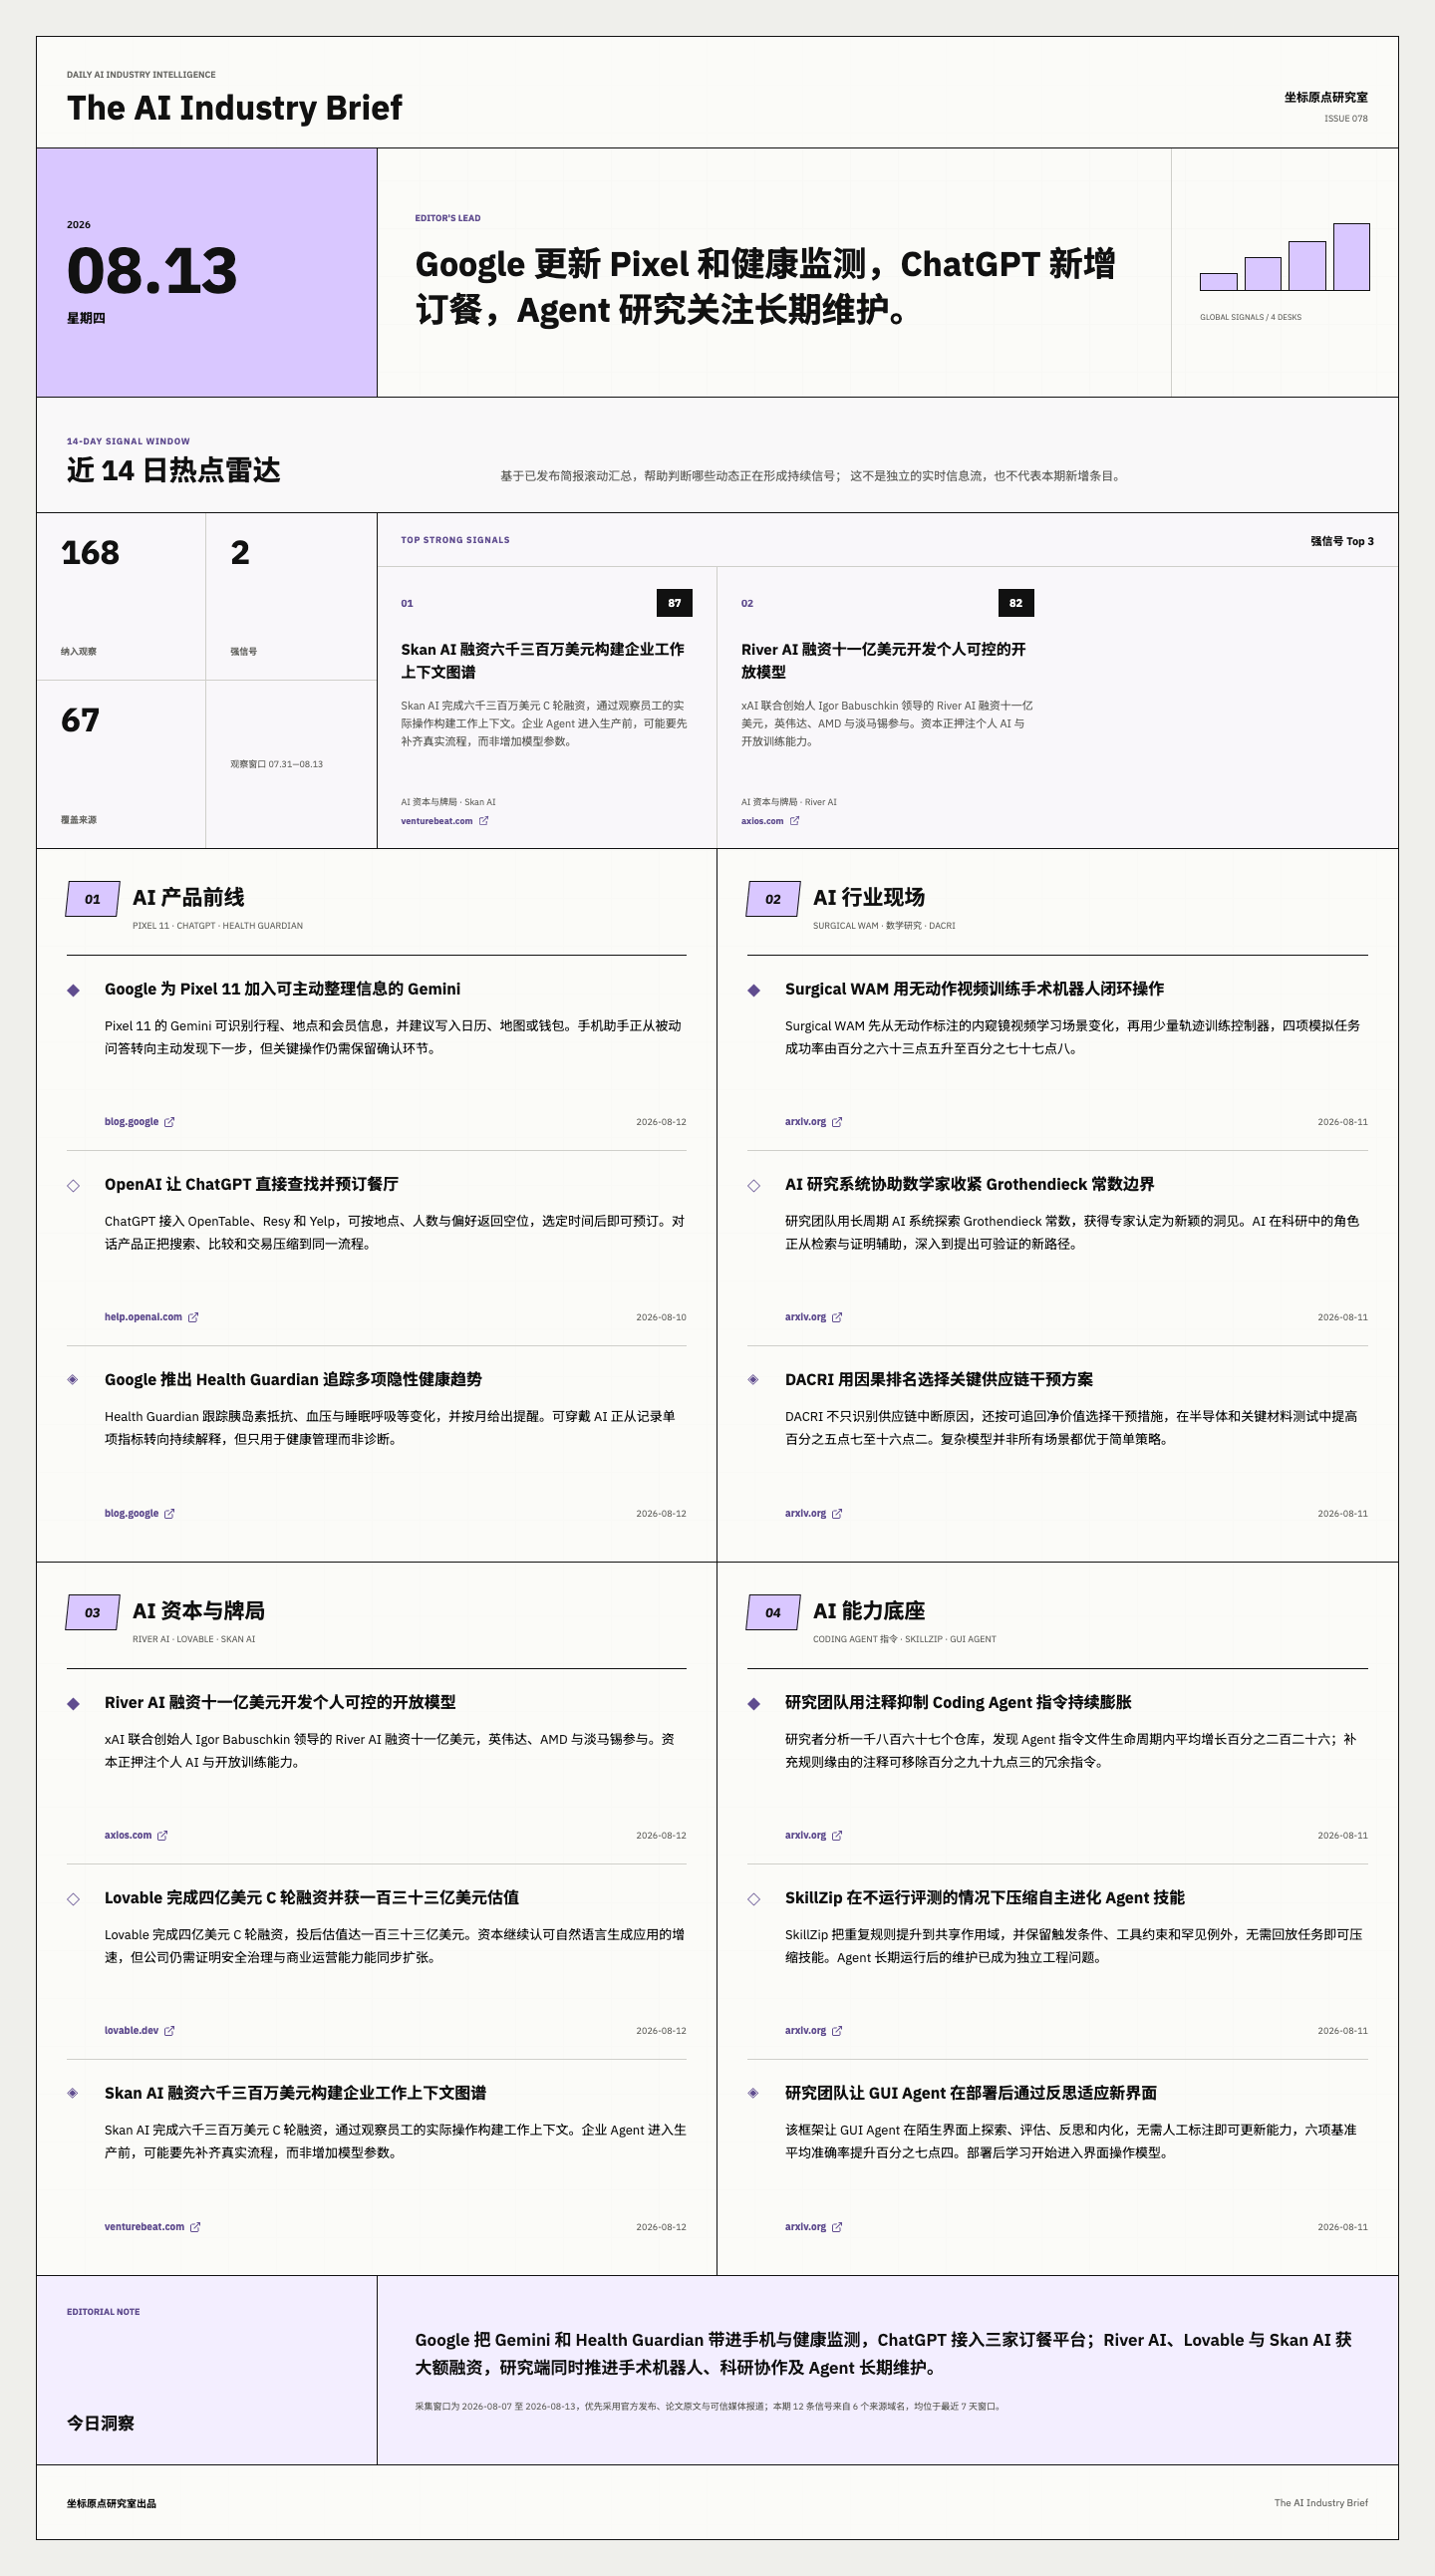 DAILY AI INDUSTRY INTELLIGENCE
The AI Industry Brief
坐标原点研究室
ISSUE 078
2026
08.13
星期四
EDITOR'S LEAD
Google 更新 Pixel 和健康监测，ChatGPT 新增
订餐，Agent 研究关注长期维护。
GLOBAL SIGNALS / 4 DESKS
14-DAY SIGNAL WINDOW
近 14 日热点雷达
基于已发布简报滚动汇总，帮助判断哪些动态正在形成持续信号； 这不是独立的实时信息流，也不代表本期新增条目。
168
纳入观察
2
强信号
67
覆盖来源
观察窗口 07.31—08.13
TOP STRONG SIGNALS
强信号 Top 3
01
87
Skan AI 融资六千三百万美元构建企业工作
上下文图谱
Skan AI 完成六千三百万美元 C 轮融资，通过观察员工的实
际操作构建工作上下文。企业 Agent 进入生产前，可能要先
补齐真实流程，而非增加模型参数。
AI 资本与牌局 · Skan AI
venturebeat.com
02
82
River AI 融资十一亿美元开发个人可控的开
放模型
xAI 联合创始人 Igor Babuschkin 领导的 River AI 融资十一亿
美元，英伟达、AMD 与淡马锡参与。资本正押注个人 AI 与
开放训练能力。
AI 资本与牌局 · River AI
axios.com
01
AI 产品前线
PIXEL 11 · CHATGPT · HEALTH GUARDIAN
Google 为 Pixel 11 加入可主动整理信息的 Gemini
Pixel 11 的 Gemini 可识别行程、地点和会员信息，并建议写入日历、地图或钱包。手机助手正从被动
问答转向主动发现下一步，但关键操作仍需保留确认环节。
blog.google
2026-08-12
OpenAI 让 ChatGPT 直接查找并预订餐厅
ChatGPT 接入 OpenTable、Resy 和 Yelp，可按地点、人数与偏好返回空位，选定时间后即可预订。对
话产品正把搜索、比较和交易压缩到同一流程。
help.openai.com
2026-08-10
Google 推出 Health Guardian 追踪多项隐性健康趋势
Health Guardian 跟踪胰岛素抵抗、血压与睡眠呼吸等变化，并按月给出提醒。可穿戴 AI 正从记录单
项指标转向持续解释，但只用于健康管理而非诊断。
blog.google
2026-08-12
02
AI 行业现场
SURGICAL WAM · 数学研究 · DACRI
Surgical WAM 用无动作视频训练手术机器人闭环操作
Surgical WAM 先从无动作标注的内窥镜视频学习场景变化，再用少量轨迹训练控制器，四项模拟任务
成功率由百分之六十三点五升至百分之七十七点八。
arxiv.org
2026-08-11
AI 研究系统协助数学家收紧 Grothendieck 常数边界
研究团队用长周期 AI 系统探索 Grothendieck 常数，获得专家认定为新颖的洞见。AI 在科研中的角色
正从检索与证明辅助，深入到提出可验证的新路径。
arxiv.org
2026-08-11
DACRI 用因果排名选择关键供应链干预方案
DACRI 不只识别供应链中断原因，还按可追回净价值选择干预措施，在半导体和关键材料测试中提高
百分之五点七至十六点二。复杂模型并非所有场景都优于简单策略。
arxiv.org
2026-08-11
03
AI 资本与牌局
RIVER AI · LOVABLE · SKAN AI
River AI 融资十一亿美元开发个人可控的开放模型
xAI 联合创始人 Igor Babuschkin 领导的 River AI 融资十一亿美元，英伟达、AMD 与淡马锡参与。资
本正押注个人 AI 与开放训练能力。
axios.com
2026-08-12
Lovable 完成四亿美元 C 轮融资并获一百三十三亿美元估值
Lovable 完成四亿美元 C 轮融资，投后估值达一百三十三亿美元。资本继续认可自然语言生成应用的增
速，但公司仍需证明安全治理与商业运营能力能同步扩张。
lovable.dev
2026-08-12
Skan AI 融资六千三百万美元构建企业工作上下文图谱
Skan AI 完成六千三百万美元 C 轮融资，通过观察员工的实际操作构建工作上下文。企业 Agent 进入生
产前，可能要先补齐真实流程，而非增加模型参数。
venturebeat.com
2026-08-12
04
AI 能力底座
CODING AGENT 指令 · SKILLZIP · GUI AGENT
研究团队用注释抑制 Coding Agent 指令持续膨胀
研究者分析一千八百六十七个仓库，发现 Agent 指令文件生命周期内平均增长百分之二百二十六；补
充规则缘由的注释可移除百分之九十九点三的冗余指令。
arxiv.org
2026-08-11
SkillZip 在不运行评测的情况下压缩自主进化 Agent 技能
SkillZip 把重复规则提升到共享作用域，并保留触发条件、工具约束和罕见例外，无需回放任务即可压
缩技能。Agent 长期运行后的维护已成为独立工程问题。
arxiv.org
2026-08-11
研究团队让 GUI Agent 在部署后通过反思适应新界面
该框架让 GUI Agent 在陌生界面上探索、评估、反思和内化，无需人工标注即可更新能力，六项基准
平均准确率提升百分之七点四。部署后学习开始进入界面操作模型。
arxiv.org
2026-08-11
EDITORIAL NOTE
今日洞察
Google 把 Gemini 和 Health Guardian 带进手机与健康监测，ChatGPT 接入三家订餐平台；River AI、Lovable 与 Skan AI 获
大额融资，研究端同时推进手术机器人、科研协作及 Agent 长期维护。
采集窗口为 2026-08-07 至 2026-08-13，优先采用官方发布、论文原文与可信媒体报道；本期 12 条信号来自 6 个来源域名，均位于最近 7 天窗口。
坐标原点研究室出品
The AI Industry Brief